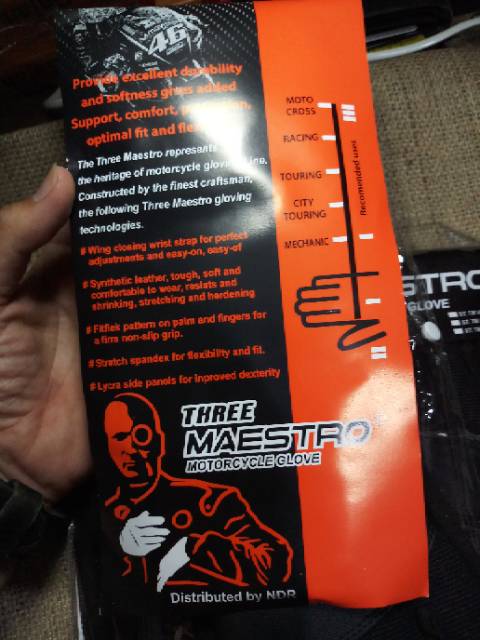 46
Provide excellent durability
and softness gives added
Support, comfort,
optimal fit and
The Three Maestro represents
the heritage of motorcycle glove line,
Constructed by the finest craftsman,
the following Three Maestro gloving
technologies.
# Wing closing wrist strap for perfect
adjustments and easy-on, easy-of
# Synthetic leather, tough, soft and
comfortable to wear, resists and
shrinking, stretching and hardening
# Fitflek pattern on palm and fingers for
a firm non-slip grip.
# Stretch spandex for flexibility and fit.
# Lycra side panels for inproved dexterity
THREE
MAESTRO
MOTORCYCLE GLOVE
Distributed by NDR
MOTO
CROSS
RACING
TOURING
CITY
TOURING
MECHANIC
Recommended uses
STRO
GLOVE